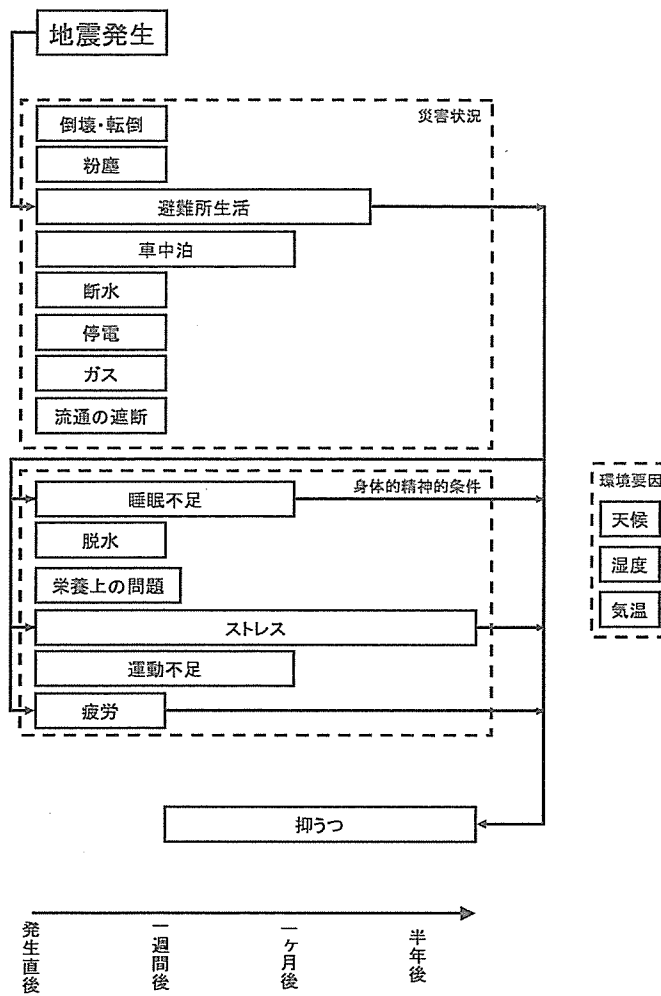 地震発生
災害状況
倒壊・転倒
粉塵
避難所生活
車中泊
断水
停電
ガス
流通の遮断
身体的精神的条件
睡眠不足
脱水
栄養上の問題
ストレス
運動不足
疲労
環境要因
天候
湿度
気温
抑うつ
発生直後
一週間後
一ヶ月後
半年後